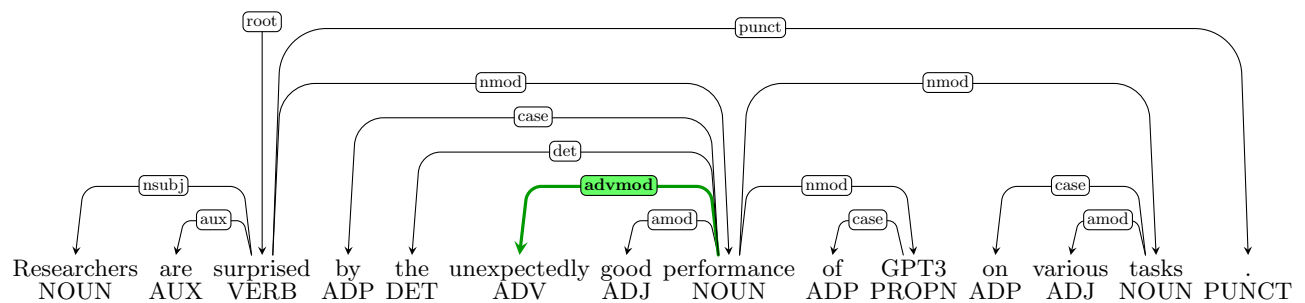 root
punct
nmod nmod
case
det
nsubj advmod nmod case
aux amod case amod
Researchers are surprised by the unexpectedly good performance of GPT3 on various tasks .
NOUN AUX VERB ADP DET ADV ADJ NOUN ADP PROPN ADP ADJ NOUN PUNCT